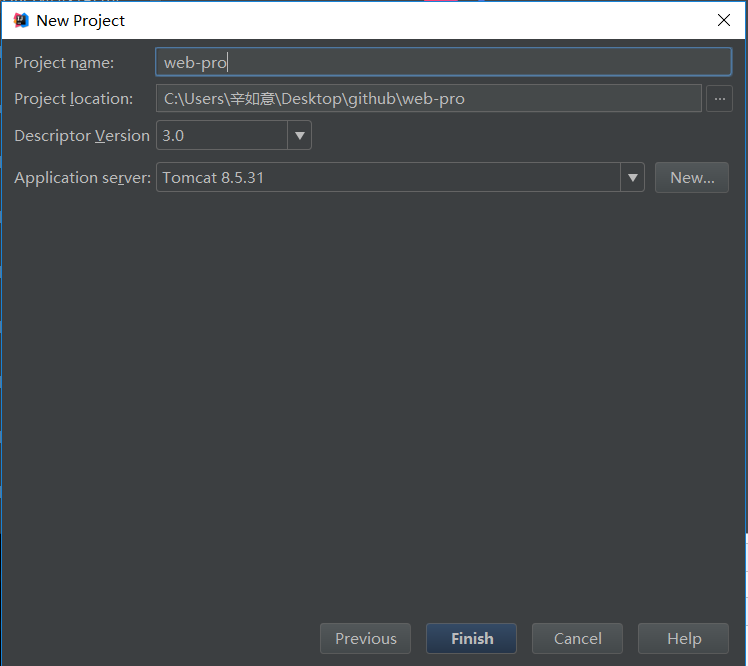 New Project
Project name: web-pro
Project location: C:\Users\辛如意\Desktop\github\web-pro ...
Descriptor Version 3.0
Application server: Tomcat 8.5.31 New...
Previous Finish Cancel Help